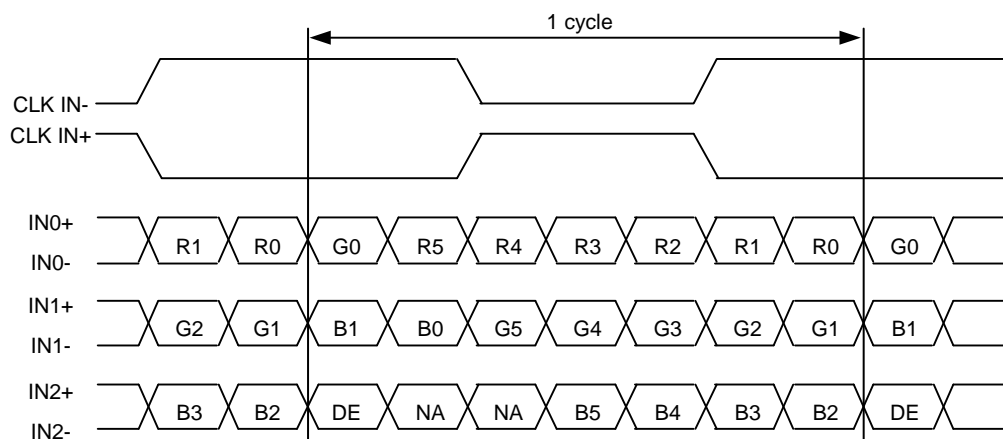 1 cycle
CLK IN-
CLK IN+
IN0+
R1 R0 G0 R5 R4 R3 R2 R1 R0 G0
IN0-
IN1+
G2 G1 B1 B0 G5 G4 G3 G2 G1 B1
IN1-
IN2+
B3 B2 DE NA NA B5 B4 B3 B2 DE
IN2-